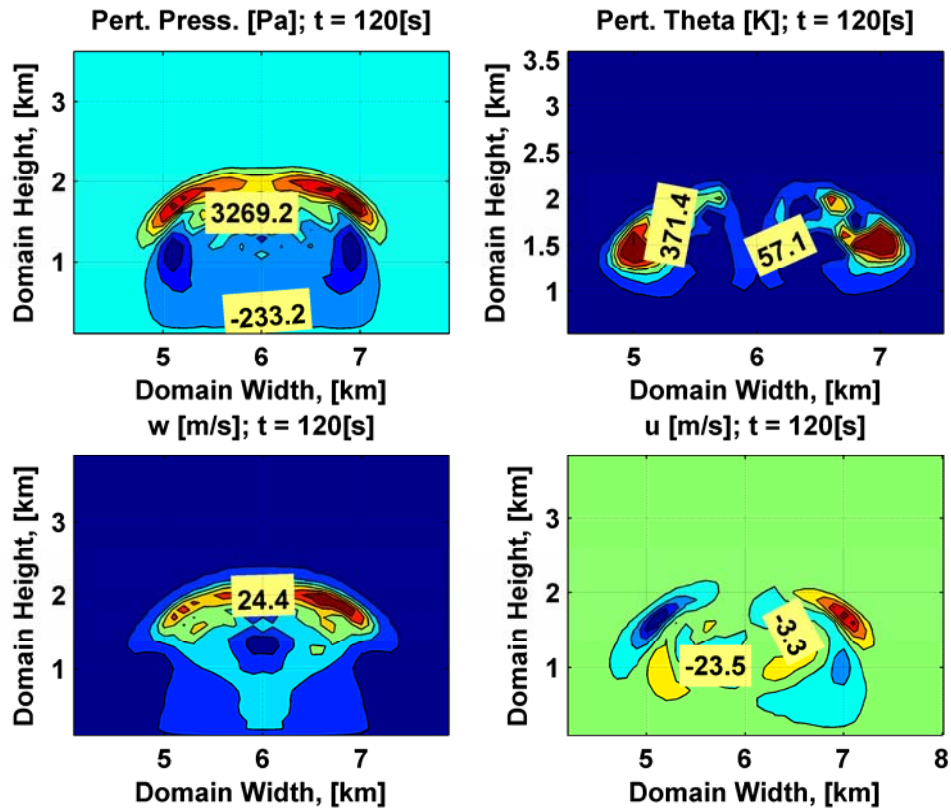 Pert. Press. [Pa]; t = 120[s]
Domain Height, [km]
3
2
1
3269.2
-233.2
5 6 7
Domain Width, [km]
Pert. Theta [K]; t = 120[s]
Domain Height, [km]
3.5
3
2.5
2
1.5
1
371.4
57.1
5 6 7
Domain Width, [km]
w [m/s]; t = 120[s]
Domain Height, [km]
3
2
1
24.4
5 6 7
Domain Width, [km]
u [m/s]; t = 120[s]
Domain Height, [km]
3
2
1
-3.3
-23.5
5 6 7 8
Domain Width, [km]